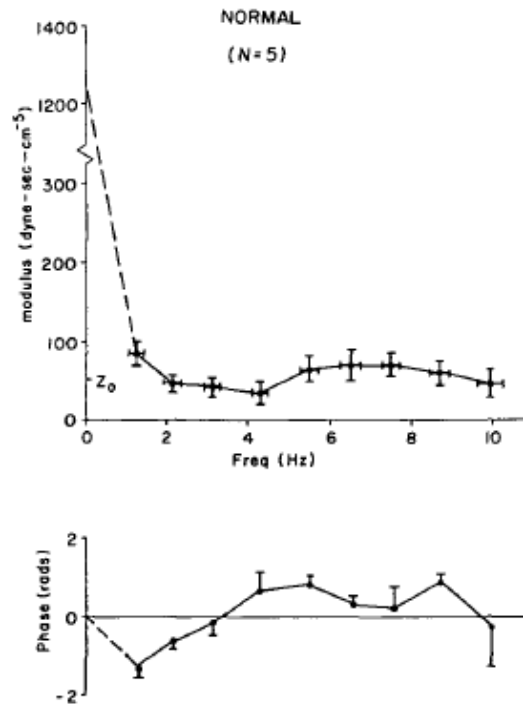 NORMAL
(N=5)
modulus (dyne-sec-cm-5)
1400
1200
300
200
100
Z0
0
0 2 4 6 8 10
Freq (Hz)
Phase (rads)
2
0
-2